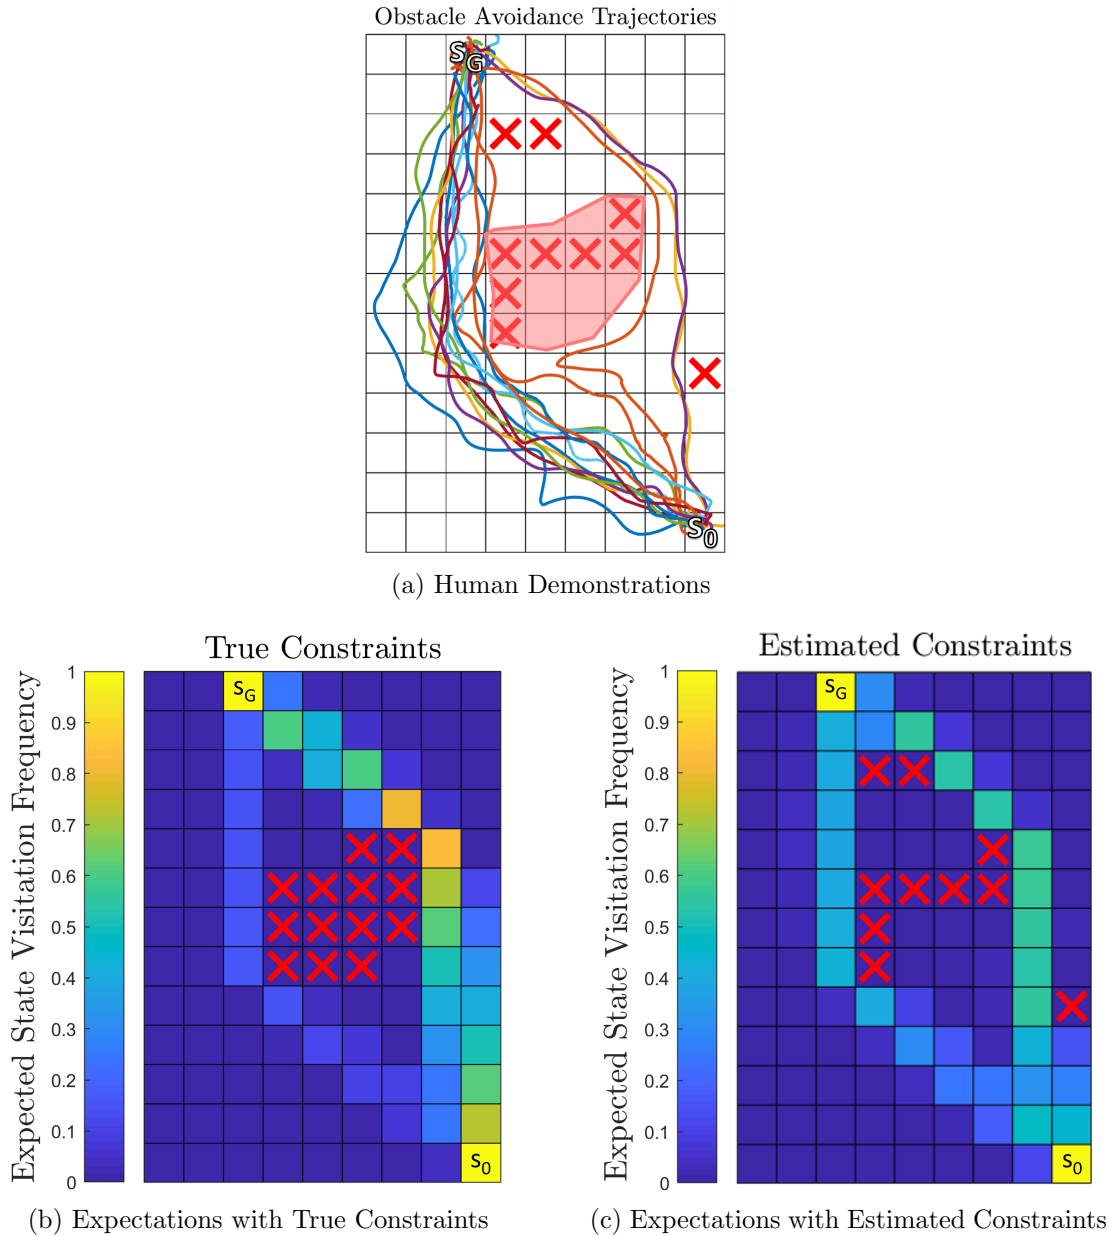 Obstacle Avoidance Trajectories
SG
S0
(a) Human Demonstrations
True Constraints
Expected State Visitation Frequency
1
0.9
0.8
0.7
0.6
0.5
0.4
0.3
0.2
0.1
0
SG
S0
(b) Expectations with True Constraints
Estimated Constraints
Expected State Visitation Frequency
1
0.9
0.8
0.7
0.6
0.5
0.4
0.3
0.2
0.1
0
SG
S0
(c) Expectations with Estimated Constraints